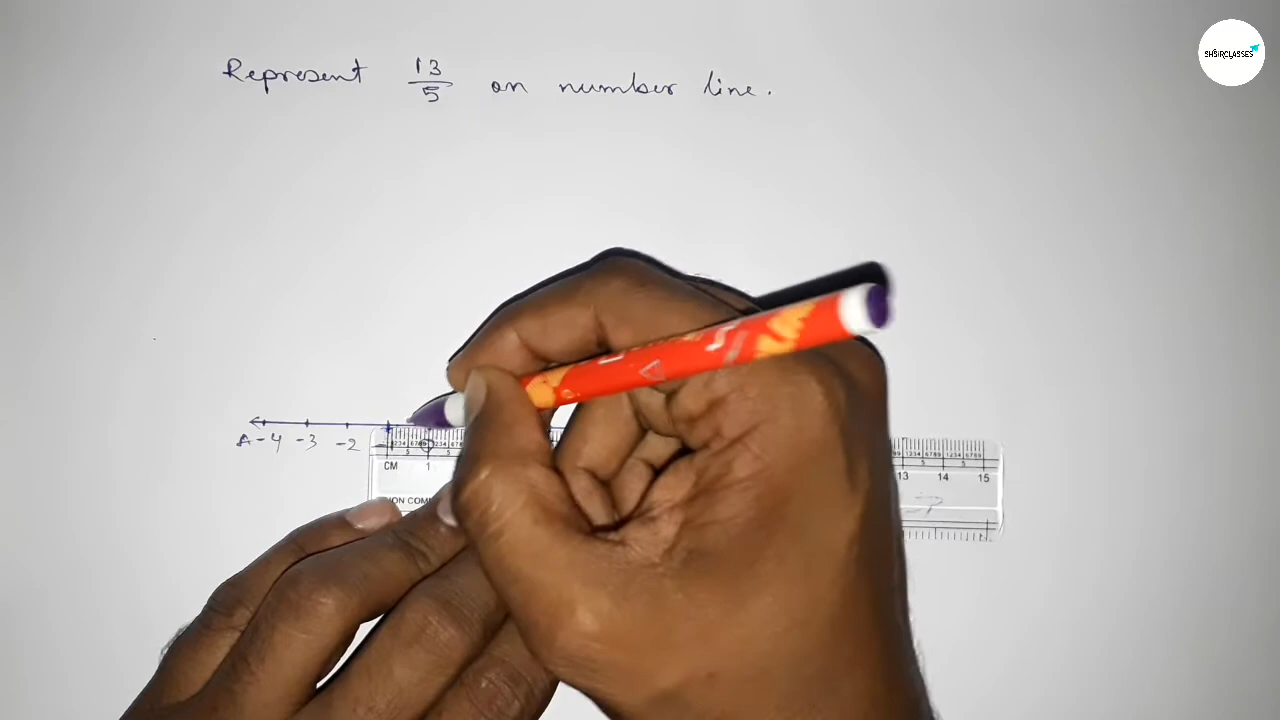 Represent 13/5 on number line.
SHSIRCLASSES
A -4 -3 -2
CM 1 13 14 15